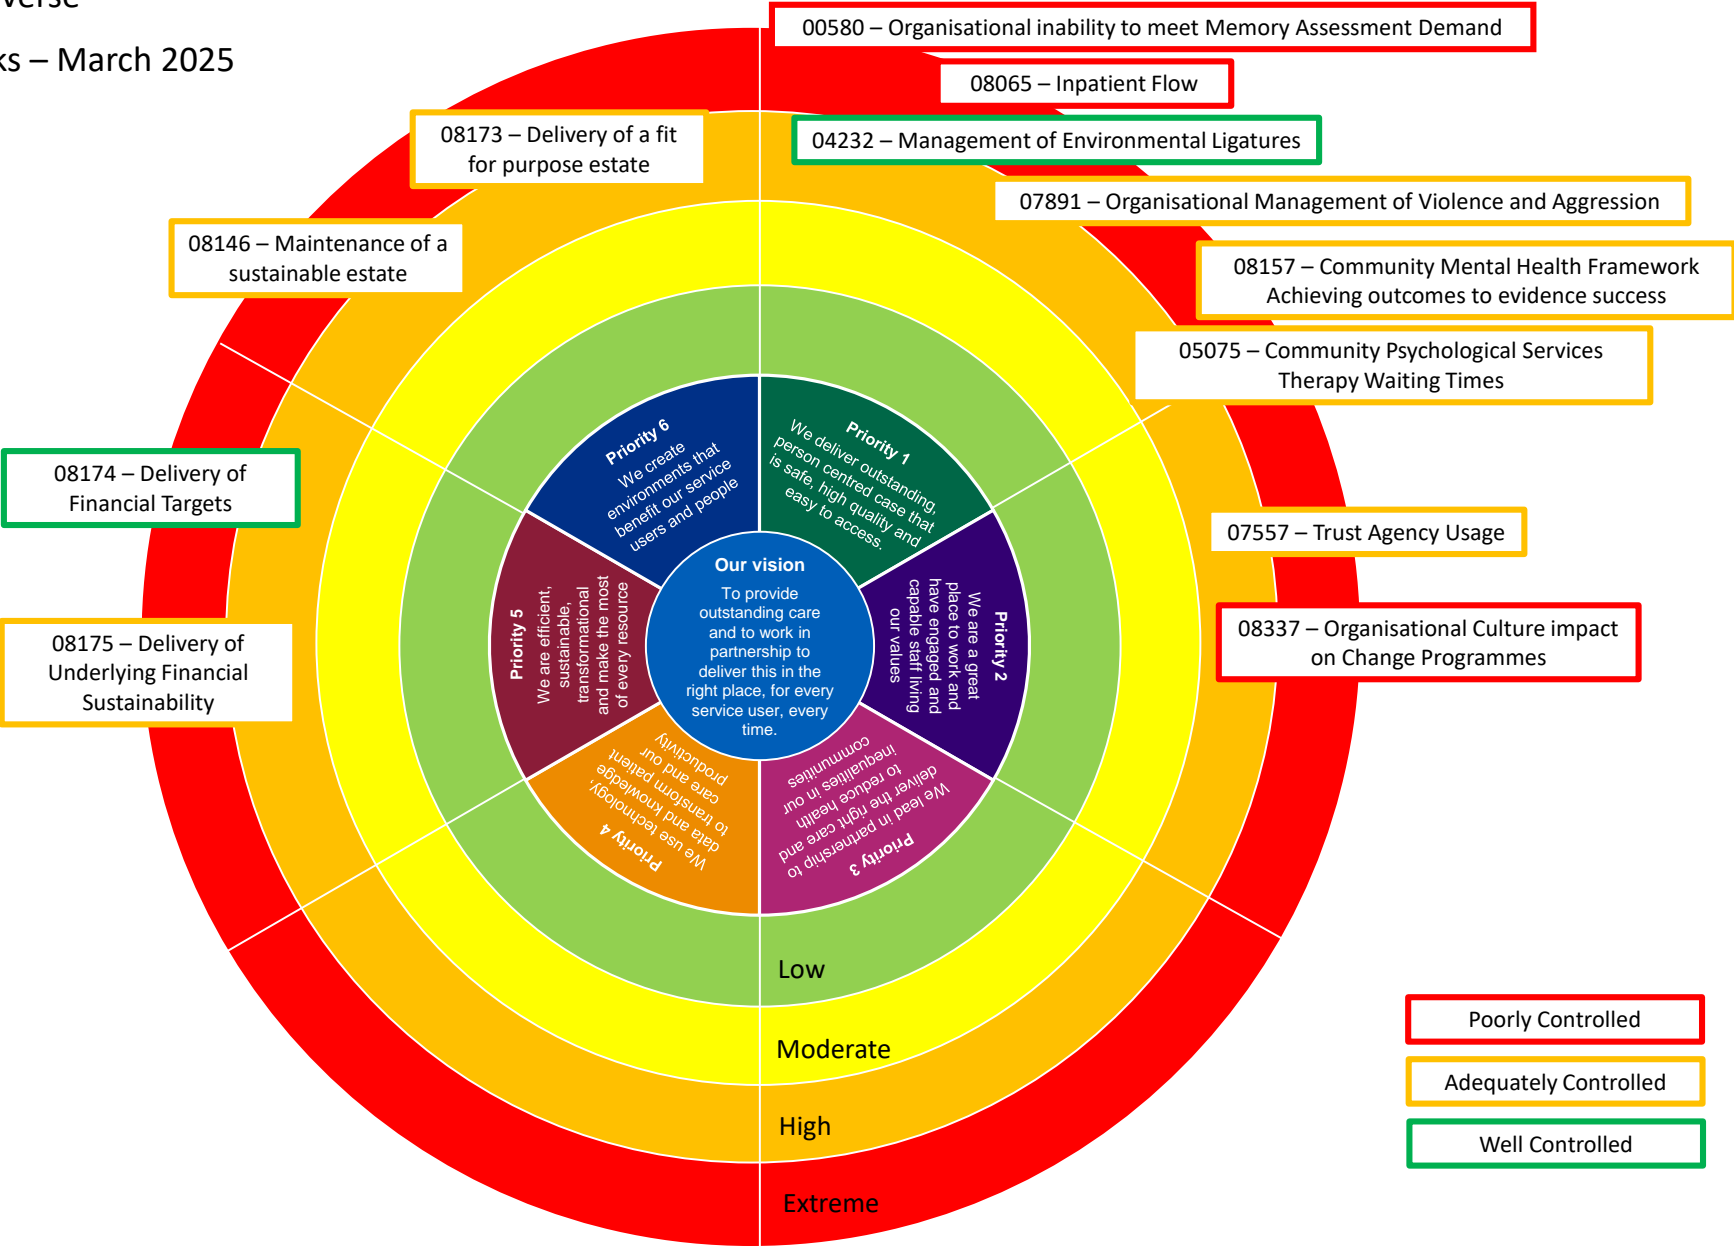 verse
ks – March 2025
00580 – Organisational inability to meet Memory Assessment Demand
08065 – Inpatient Flow
04232 – Management of Environmental Ligatures
08173 – Delivery of a fit
for purpose estate
07891 – Organisational Management of Violence and Aggression
08146 – Maintenance of a
sustainable estate
08157 – Community Mental Health Framework
Achieving outcomes to evidence success
05075 – Community Psychological Services
Therapy Waiting Times
08174 – Delivery of
Financial Targets
07557 – Trust Agency Usage
08337 – Organisational Culture impact
on Change Programmes
08175 – Delivery of
Underlying Financial
Sustainability
Priority 6
We create
environments that
benefit our service
users and people
Priority 1
We deliver outstanding,
person centred case that
is safe, high quality and
easy to access.
Priority 2
We are a great
place to work and
have engaged and
capable staff living
our values
Priority 3
We lead in partnership to
deliver the right care and
to reduce health
inequalities in our
communities
Priority 4
We use technology,
data and knowledge
to transform patient
care and our
productivity
Priority 5
We are efficient,
sustainable,
transformational
and make the most
of every resource
Our vision
To provide
outstanding care
and to work in
partnership to
deliver this in the
right place, for every
service user, every
time.
Low
Moderate
High
Extreme
Poorly Controlled
Adequately Controlled
Well Controlled